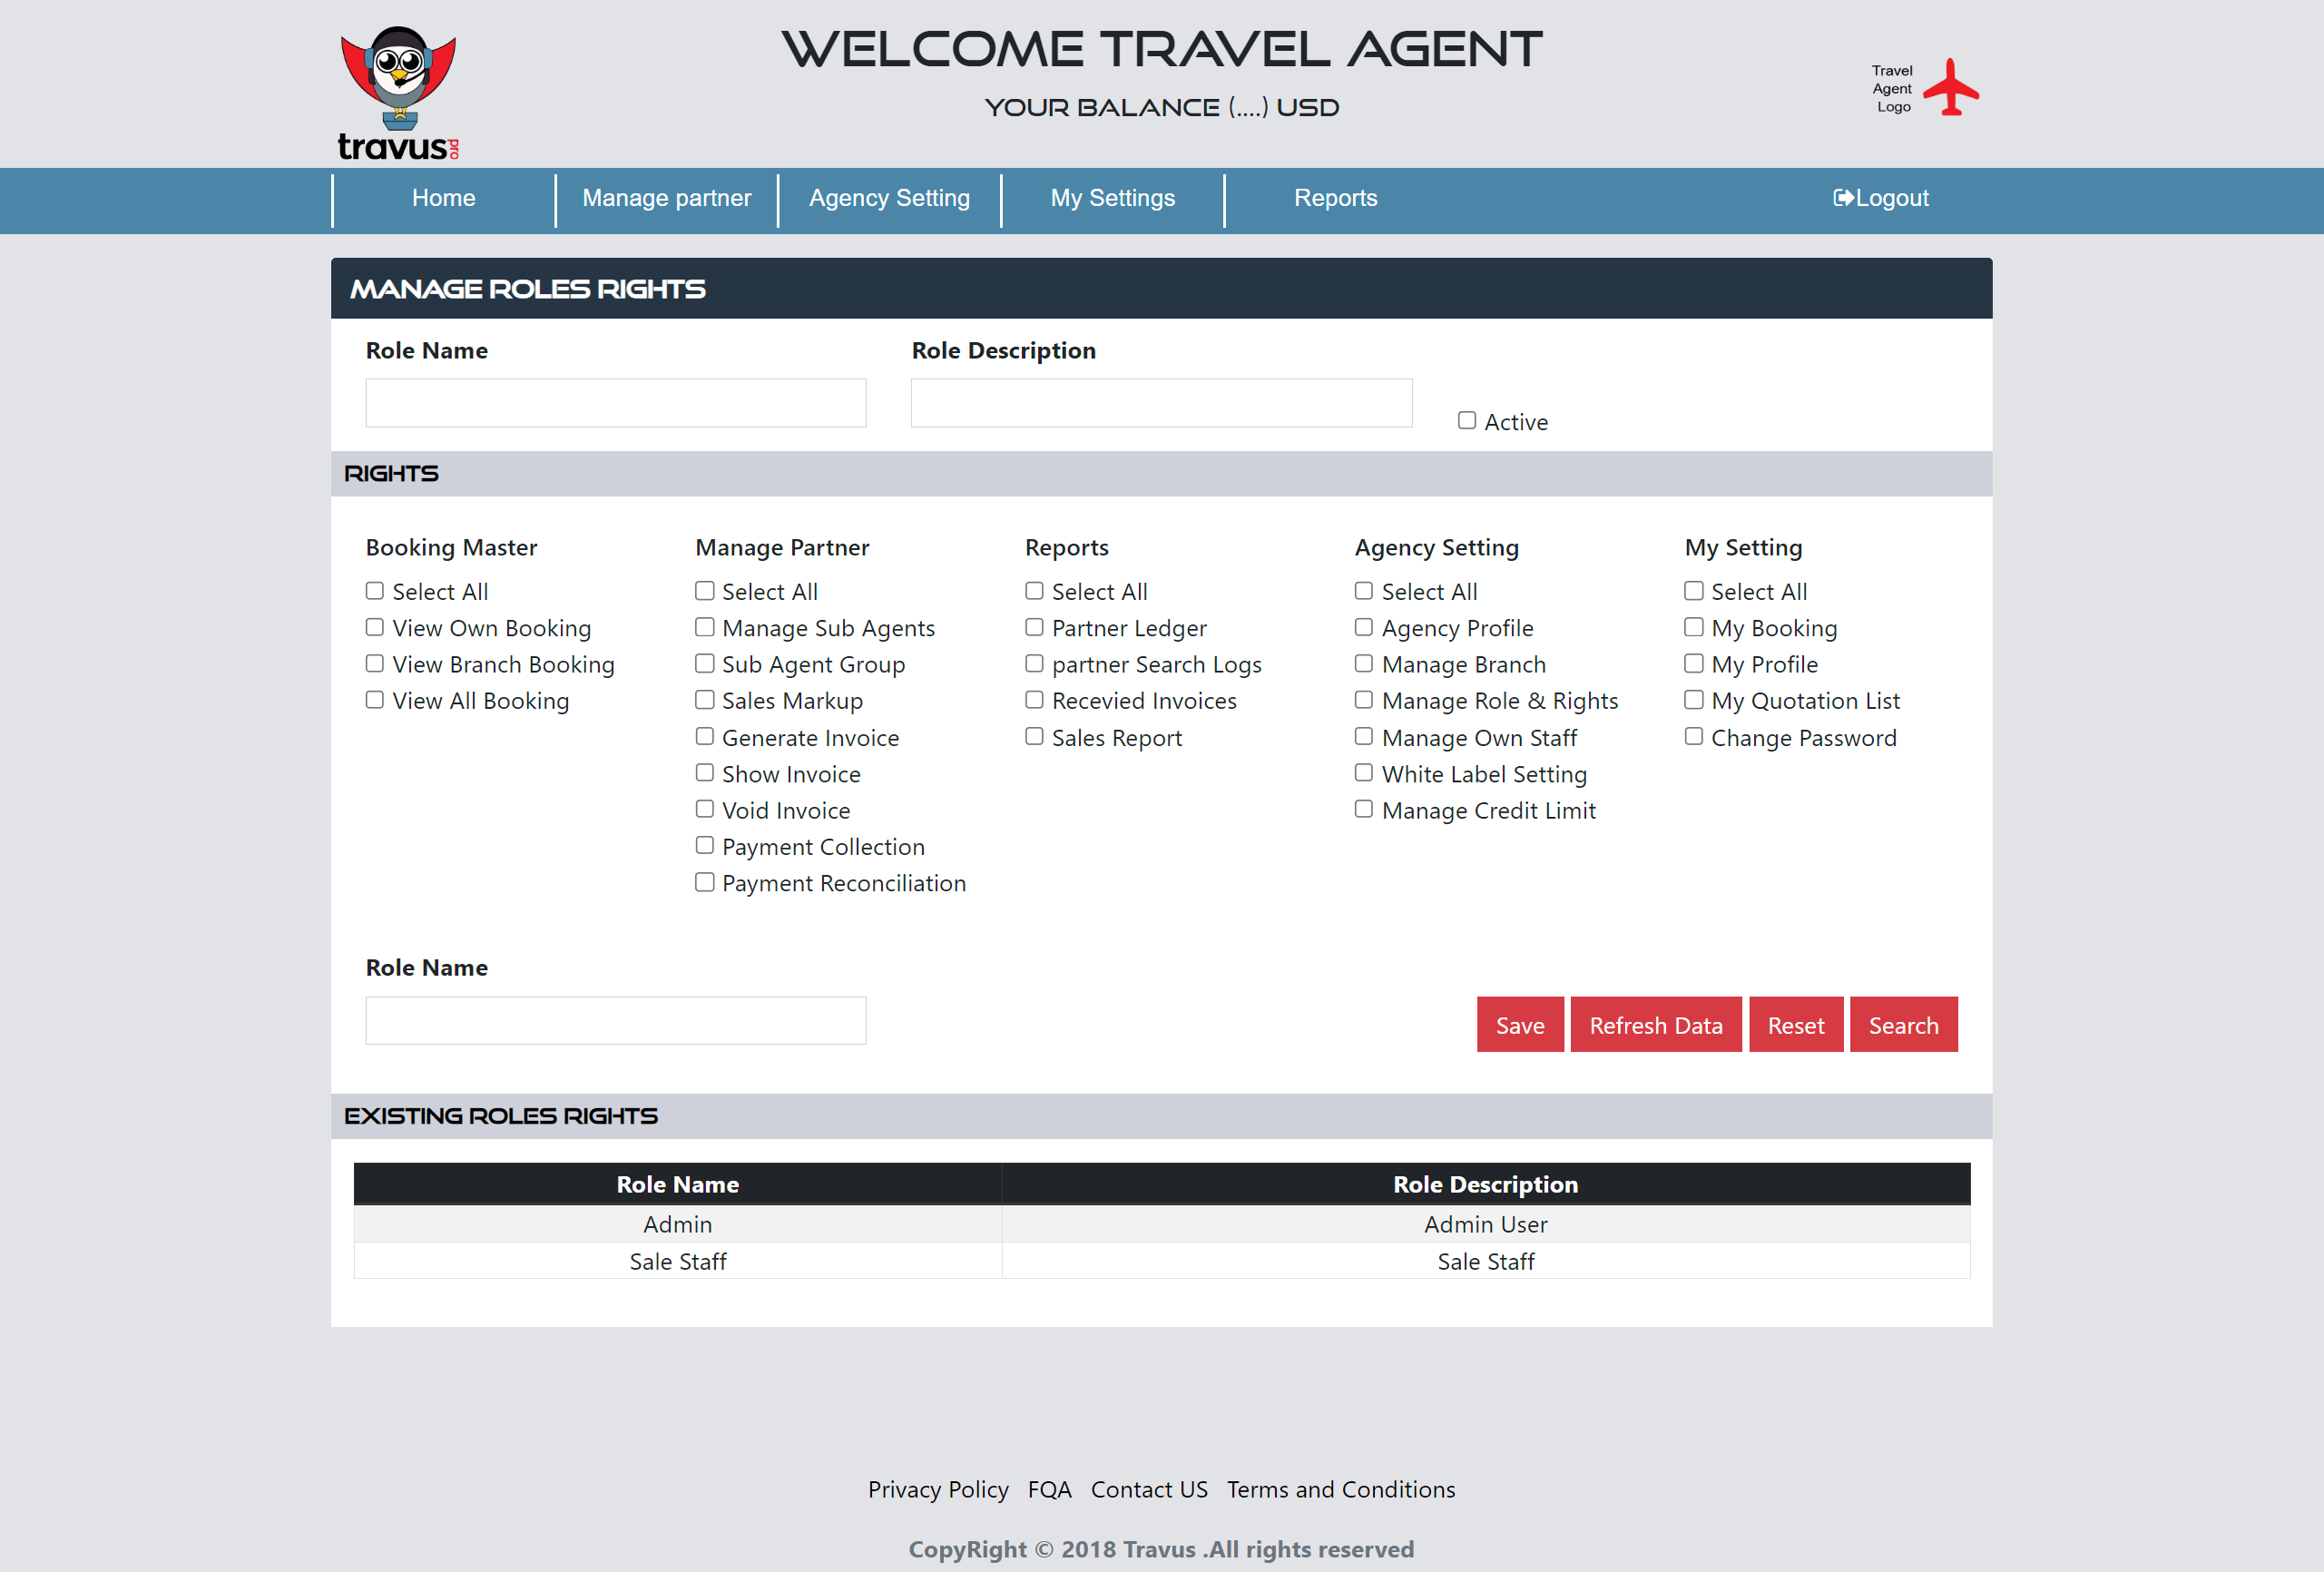 WELCOME TRAVEL AGENT
YOUR BALANCE (....) USD
travus pro
Travel
Agent
Logo
Home Manage partner Agency Setting My Settings Reports Logout
MANAGE ROLES RIGHTS
Role Name Role Description
Active
RIGHTS
Booking Master Manage Partner Reports Agency Setting My Setting
Select All Select All Select All Select All Select All
View Own Booking Manage Sub Agents Partner Ledger Agency Profile My Booking
View Branch Booking Sub Agent Group partner Search Logs Manage Branch My Profile
View All Booking Sales Markup Recevied Invoices Manage Role & Rights My Quotation List
Generate Invoice Sales Report Manage Own Staff Change Password
Show Invoice White Label Setting
Void Invoice Manage Credit Limit
Payment Collection
Payment Reconciliation
Role Name
Save Refresh Data Reset Search
EXISTING ROLES RIGHTS
Role Name Role Description
Admin Admin User
Sale Staff Sale Staff
Privacy Policy FQA Contact US Terms and Conditions
CopyRight © 2018 Travus .All rights reserved